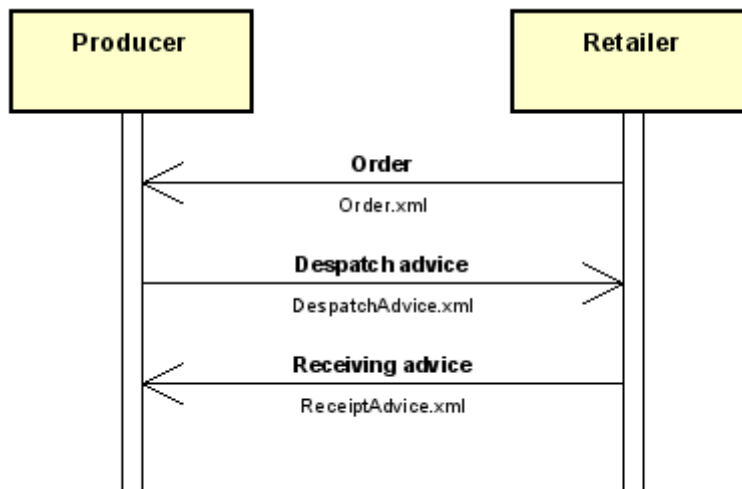 Producer
Retailer
Order
Order.xml
Despatch advice
DespatchAdvice.xml
Receiving advice
ReceiptAdvice.xml